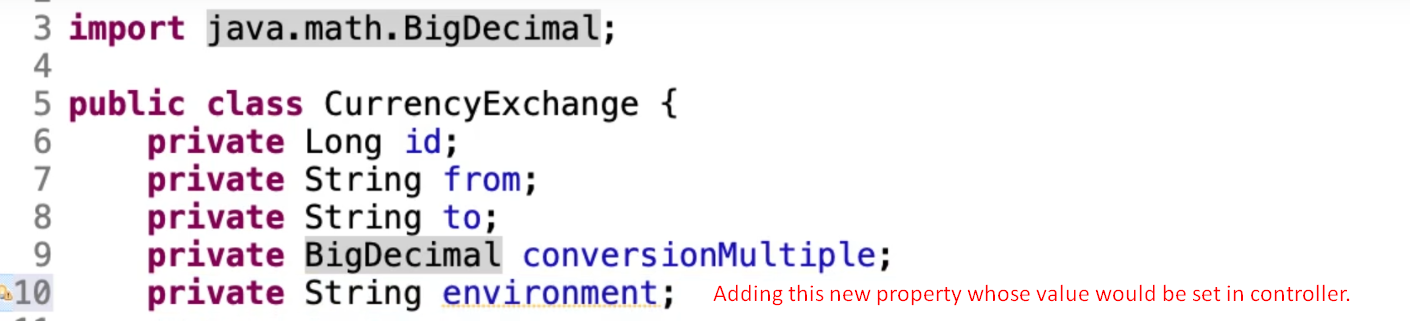 3 import java.math.BigDecimal;
4
5 public class CurrencyExchange {
6 private Long id;
7 private String from;
8 private String to;
9 private BigDecimal conversionMultiple;
10 private String environment; Adding this new property whose value would be set in controller.